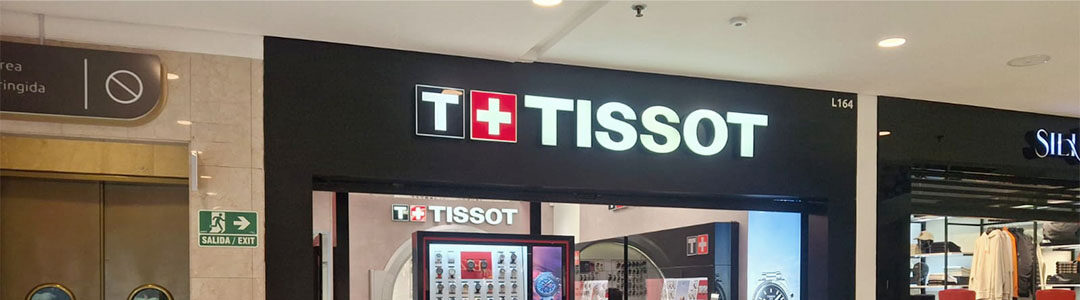 rea
ringida
SALIDA / EXIT
T+ TISSOT
L164
T+ TISSOT
T+